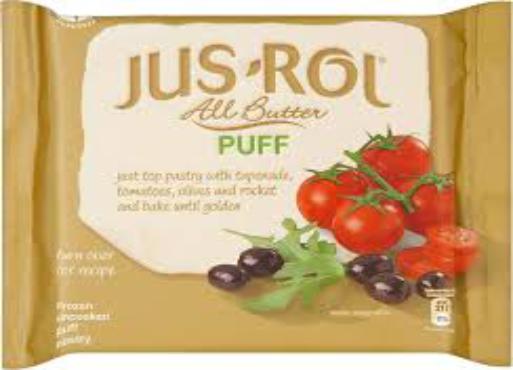 JUS-ROL
All Butter
PUFF
just top pastry with tapenade,
tomatoes, olives and rocket
and bake until golden
turn over
for recipe
Frozen
uncooked
puff
pastry